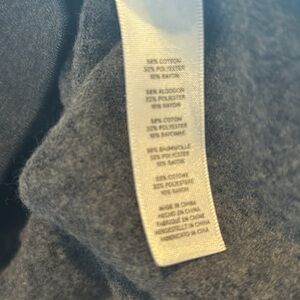 58% COTTON
32% POLYESTER
10% RAYON
58% ALGODON
32% POLIESTER
10% RAYON
58% COTON
32% POLYESTER
10% RAYONNE
58% BAUMWOLLE
32% POLYESTER
10% RAYON
58% COTONE
32% POLIESTERE
10% RAYON
MADE IN CHINA
HECHO EN CHINA
FABRIQUÉ EN CHINE
HERGESTELLT IN CHINA
FABBRICATO IN CINA